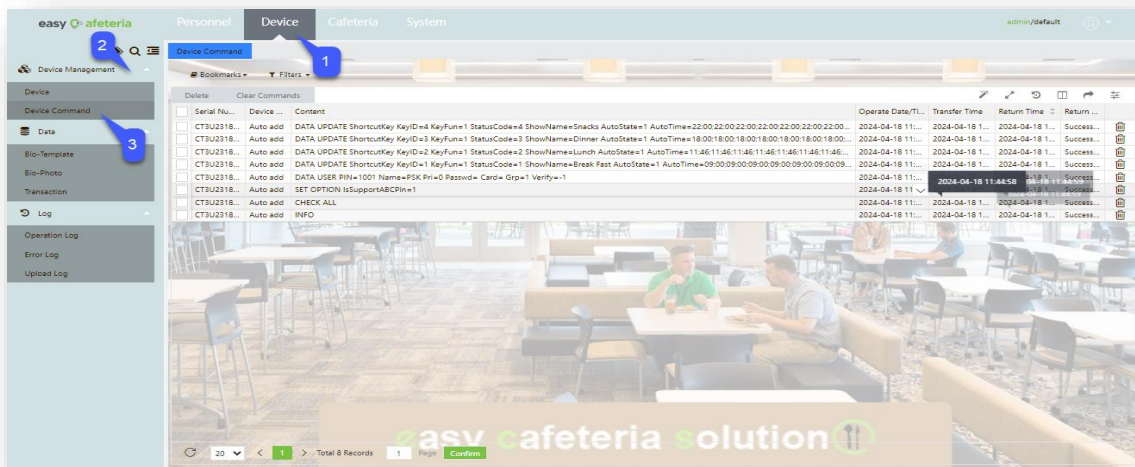 easy cafeteria
Personnel Device Cafeteria System
admin/default
2
1
Device Command
Device Management
Bookmarks Filters
Device
Delete Clear Commands
Device Command
Serial Nu... Device ... Content Operate Date/Ti... Transfer Time Return Time Return ...
CT3U2318... Auto add DATA UPDATE ShortcutKey KeyID=4 KeyFun=1 StatusCode=4 ShowName=Snacks AutoState=1 AutoTime=22:00;22:00;22:00;22:00;22:00;22:00;22:00... 2024-04-18 11:... 2024-04-18 1... 2024-04-18 1... Success...
Data
CT3U2318... Auto add DATA UPDATE ShortcutKey KeyID=3 KeyFun=1 StatusCode=3 ShowName=Dinner AutoState=1 AutoTime=18:00;18:00;18:00;18:00;18:00;18:00;18:00... 2024-04-18 11:... 2024-04-18 1... 2024-04-18 1... Success...
3
CT3U2318... Auto add DATA UPDATE ShortcutKey KeyID=2 KeyFun=1 StatusCode=2 ShowName=Lunch AutoState=1 AutoTime=11:46;11:46;11:46;11:46;11:46;11:46;11:46:... 2024-04-18 11:... 2024-04-18 1... 2024-04-18 1... Success...
Bio-Template
CT3U2318... Auto add DATA UPDATE ShortcutKey KeyID=1 KeyFun=1 StatusCode=1 ShowName=Break Fast AutoState=1 AutoTime=09:00;09:00;09:00;09:00;09:00;09:00;09... 2024-04-18 11:... 2024-04-18 1... 2024-04-18 1... Success...
Bio-Photo
CT3U2318... Auto add DATA USER PIN=1001 Name=PSK Pri=0 Passwd= Card= Grp=1 Verify=-1 2024-04-18 11:... Success...
Transaction
CT3U2318... Auto add SET OPTION IsSupportABCPin=1 2024-04-18 11 2024-04-18 11:44:58 Success...
CT3U2318... Auto add CHECK ALL 2024-04-18 11:... 2024-04-18 1... Success...
Log
CT3U2318... Auto add INFO 2024-04-18 11:... 2024-04-18 1... 2024-04-18 1... Success...
Operation Log
Error Log
Upload Log
easy cafeteria solution
20 < 1 > Total 8 Records 1 Page Confirm